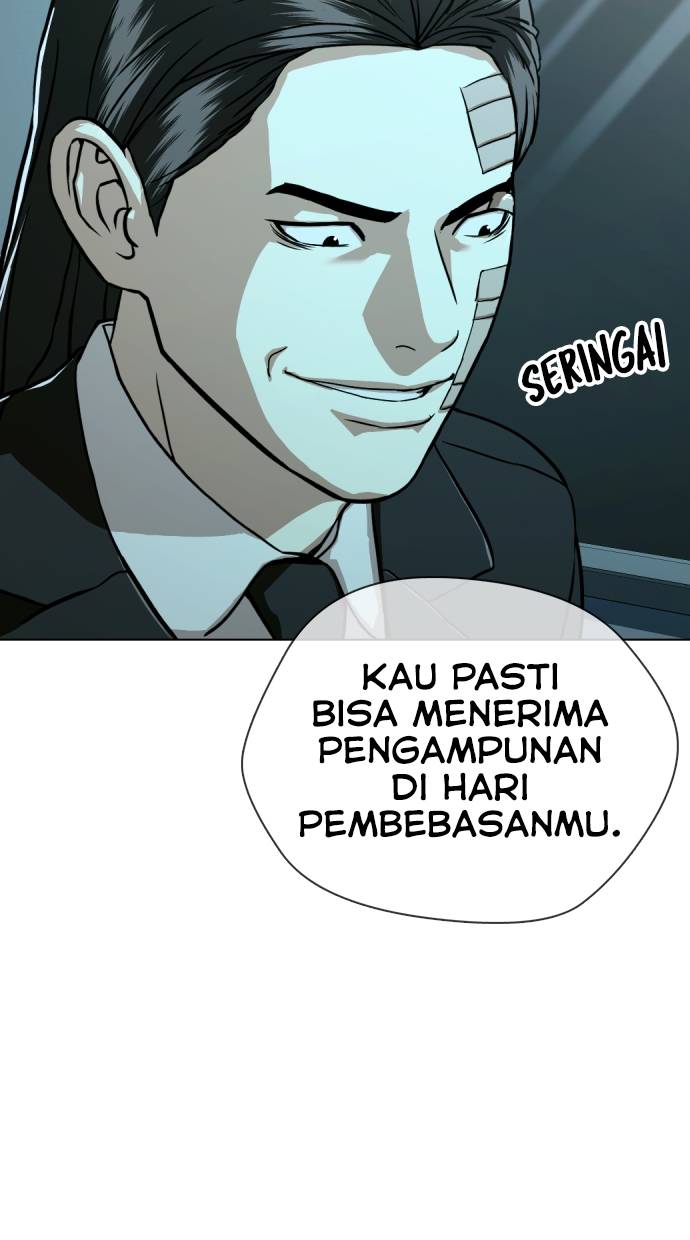 SERINGAI
KAU PASTI
BISA MENERIMA
PENGAMPUNAN
DI HARI
PEMBEBASANMU.